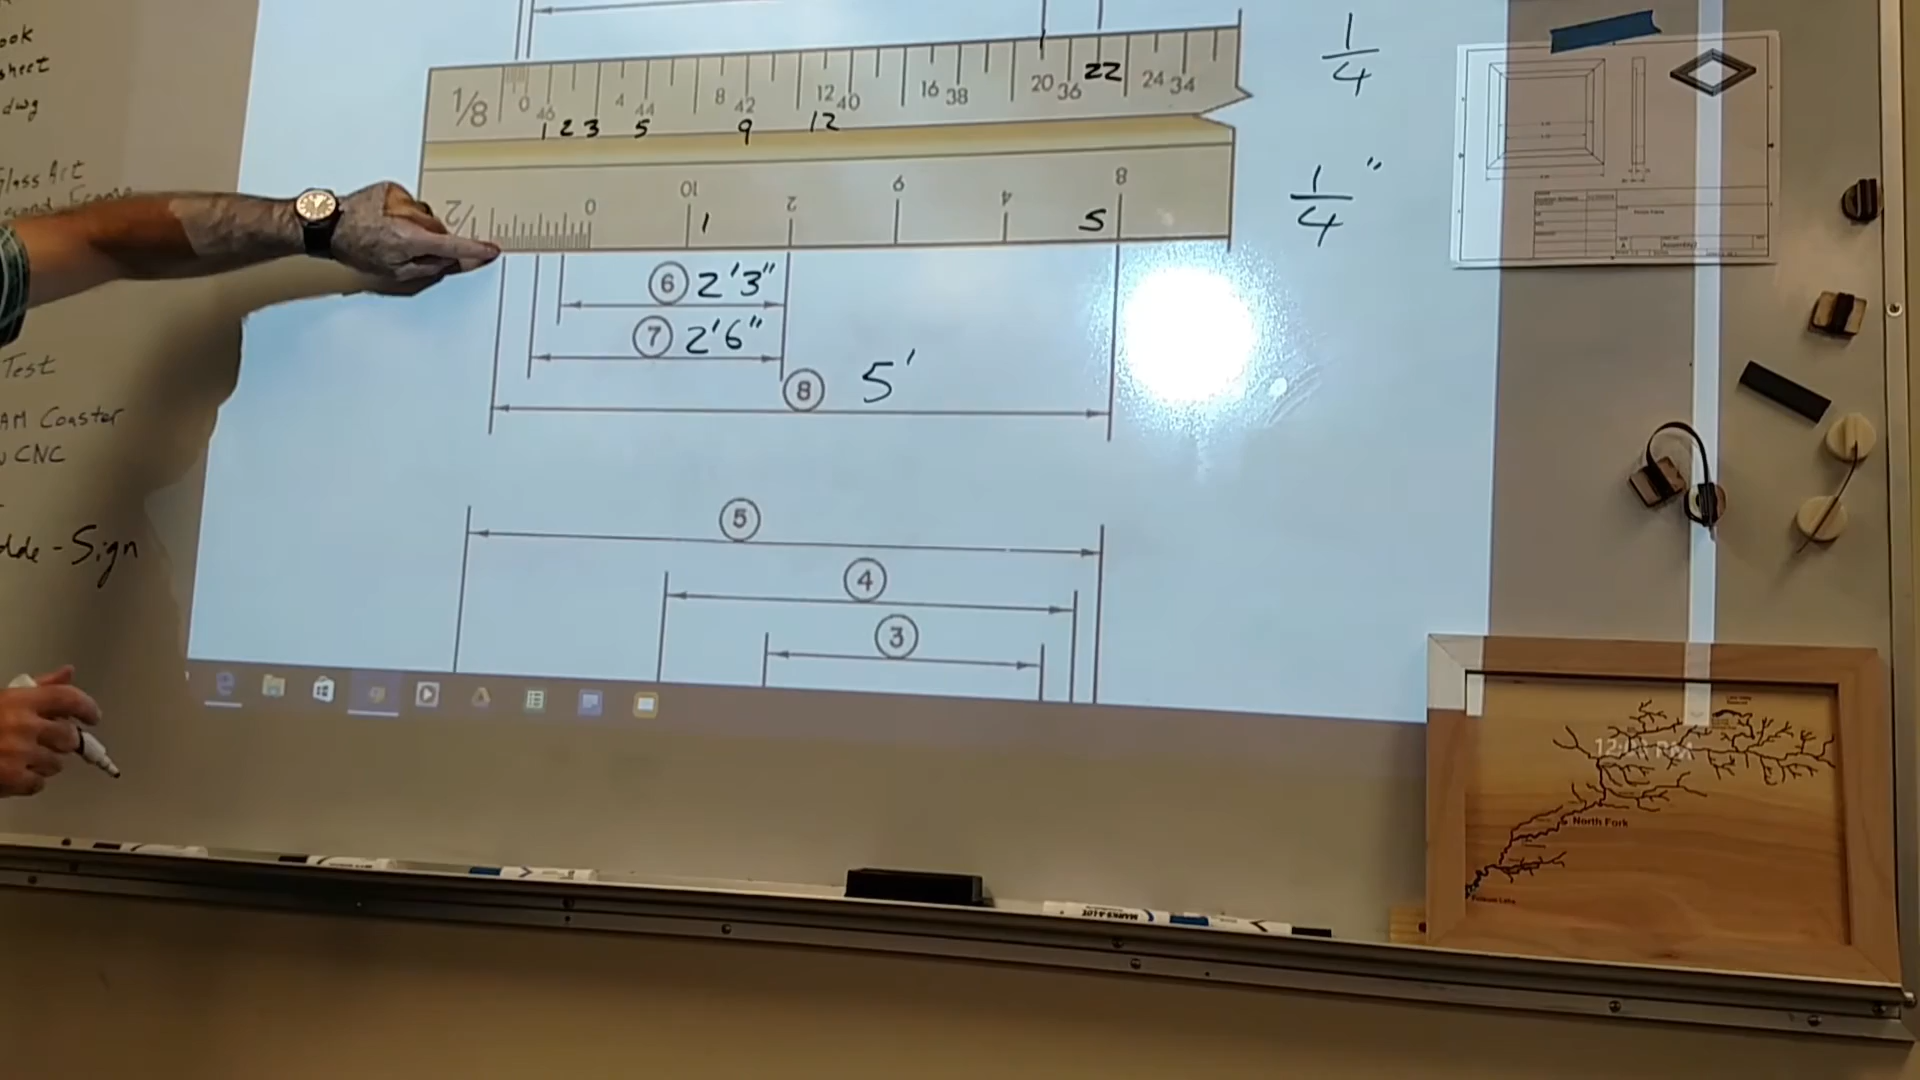 ook
sheet
dwg
Glass Art
Test
AM Coaster
CNC
- Sign
1/8 0 46 4 44 8 42 12 40 16 38 20 36 22 24 34
1 2 3 5 9 12
1/2 0 10 2 6 4 8
1 5
6 2'3"
7 2'6"
8 5'
5
4
3
1/4
1/4"
North Fork
Folsom Lake